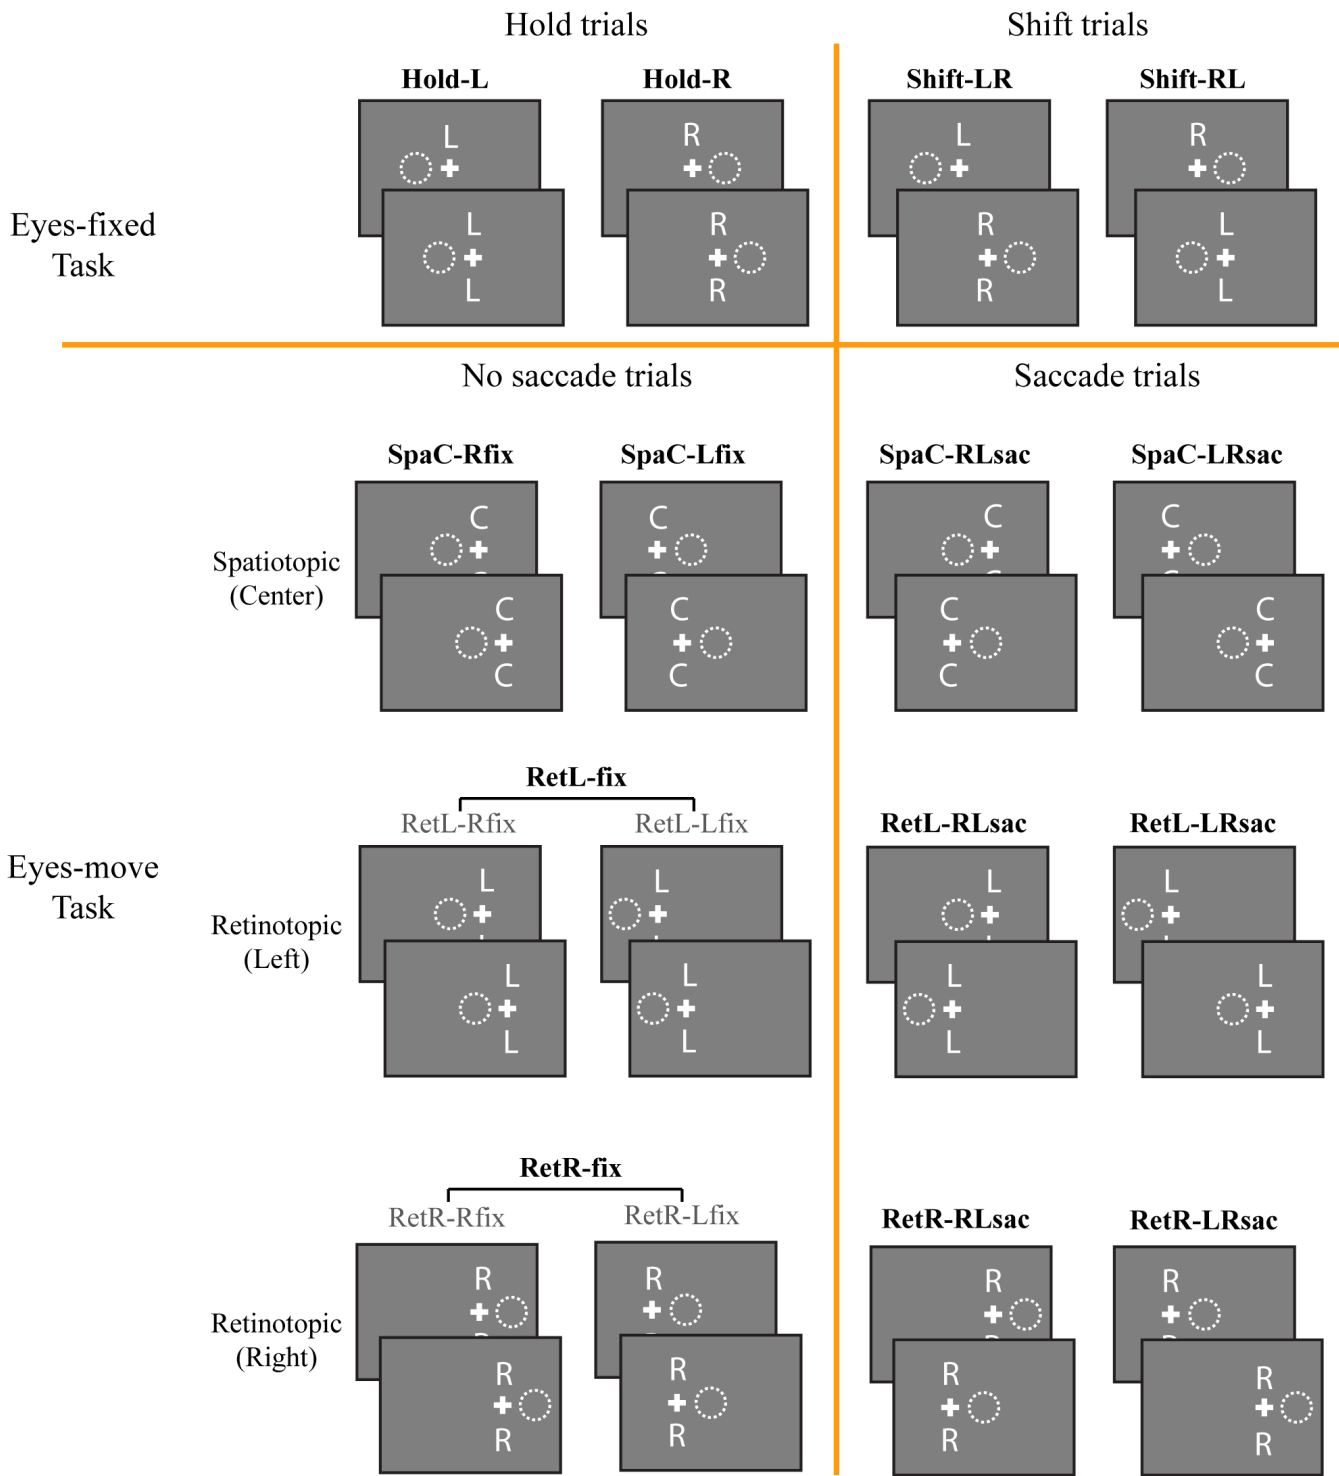 Hold trials Shift trials
Hold-L Hold-R Shift-LR Shift-RL
L R L R
Eyes-fixed
Task
L R R L
L R R L
No saccade trials Saccade trials
SpaC-Rfix SpaC-Lfix SpaC-RLsac SpaC-LRsac
C C C C
Spatiotopic
(Center)
C C C C
C C C C
RetL-fix
RetL-Rfix RetL-Lfix RetL-RLsac RetL-LRsac
L L L L
Eyes-move
Task
Retinotopic
(Left)
L L L L
L L L L
RetR-fix
RetR-Rfix RetR-Lfix RetR-RLsac RetR-LRsac
R R R R
Retinotopic
(Right)
R R R R
R R R R